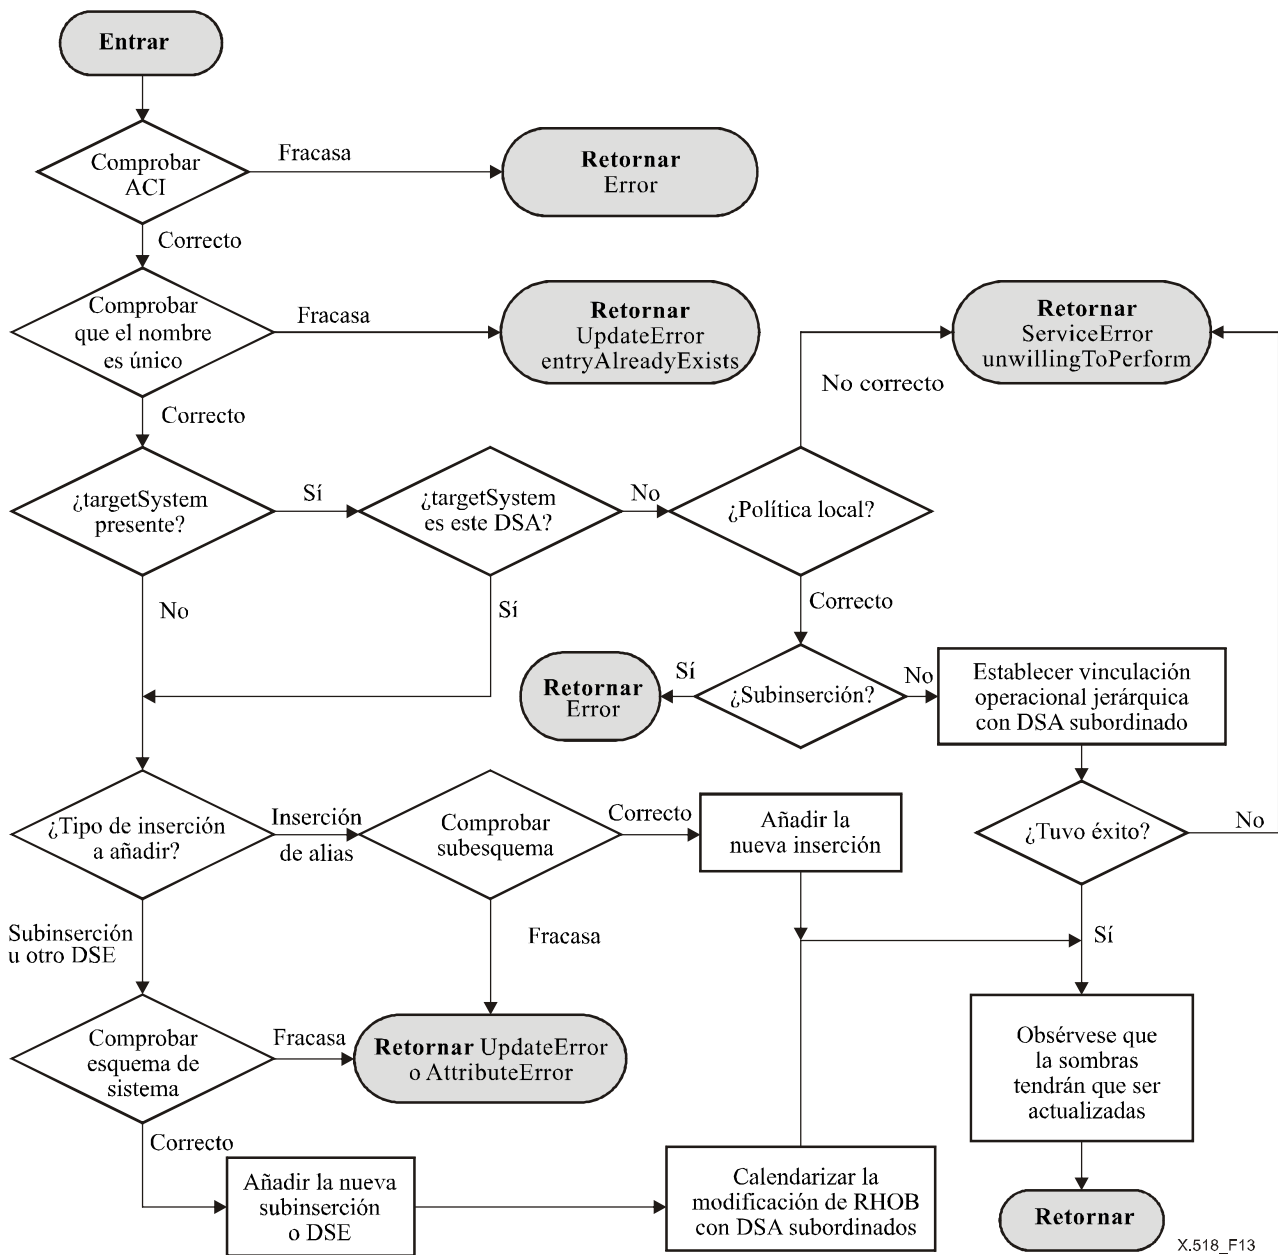 Entrar
Comprobar
ACI
Fracasa
Retornar
Error
Correcto
Comprobar
que el nombre
es único
Fracasa
Retornar
UpdateError
entryAlreadyExists
Retornar
ServiceError
unwillingToPerform
No correcto
Correcto
¿targetSystem
presente?
Sí
¿targetSystem
es este DSA?
No
¿Política local?
No
Sí
Correcto
Retornar
Error
Sí
¿Subinserción?
No
Establecer vinculación
operacional jerárquica
con DSA subordinado
¿Tipo de inserción
a añadir?
Inserción
de alias
Comprobar
subesquema
Correcto
Añadir la
nueva inserción
¿Tuvo éxito?
No
Subinserción
u otro DSE
Fracasa
Sí
Comprobar
esquema de
sistema
Fracasa
Retornar UpdateError
o AttributeError
Obsérvese que
la sombras
tendrán que ser
actualizadas
Correcto
Añadir la nueva
subinserción
o DSE
Calendarizar la
modificación de RHOB
con DSA subordinados
Retornar
X.518_F13